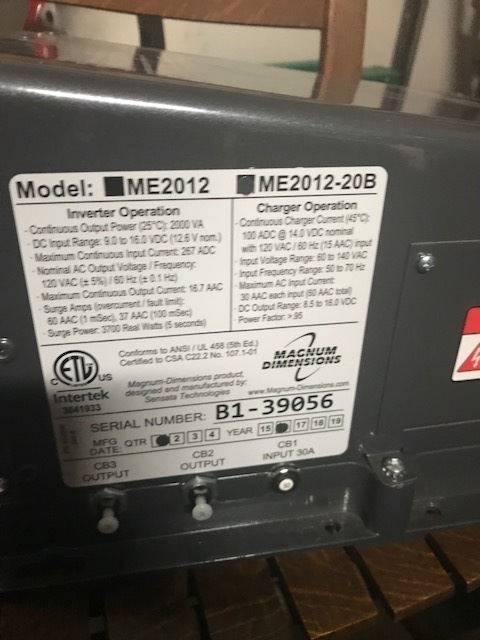 Model: ME2012 ME2012-20B
Inverter Operation
- Continuous Output Power (25°C): 2000 VA
- DC Input Range: 9.0 to 16.0 VDC (12.6 V nom.)
- Maximum Continuous Input Current: 267 ADC
- Nominal AC Output Voltage / Frequency:
120 VAC (± 5%) / 60 Hz (± 0.1 Hz)
- Maximum Continuous Output Current: 16.7 AAC
- Surge Amps (overcurrent / fault limit):
60 AAC (1 mSec), 37 AAC (100 mSec)
- Surge Power: 3700 Real Watts (5 seconds)
Charger Operation
- Continuous Charger Current (45°C):
100 ADC @ 14.0 VDC nominal
with 120 VAC / 60 Hz (15 AAC) input
- Input Voltage Range: 60 to 140 VAC
- Input Frequency Range: 50 to 70 Hz
- Maximum AC Input Current:
30 AAC each input (60 AAC total)
- DC Output Range: 8.5 to 16.0 VDC
- Power Factor: > 95
C ETL US
Intertek
3641933
Conforms to ANSI / UL 458 (5th Ed.)
Certified to CSA C22.2 No. 107.1-01
Magnum-Dimensions product,
designed and manufactured by:
Sensata Technologies
MAGNUM
DIMENSIONS
www.Magnum-Dimensions.com
SERIAL NUMBER: B1-39056
MFG DATE: QTR 2 3 4 YEAR 15 17 18 19
CB3
OUTPUT
CB2
OUTPUT
CB1
INPUT 30A
30